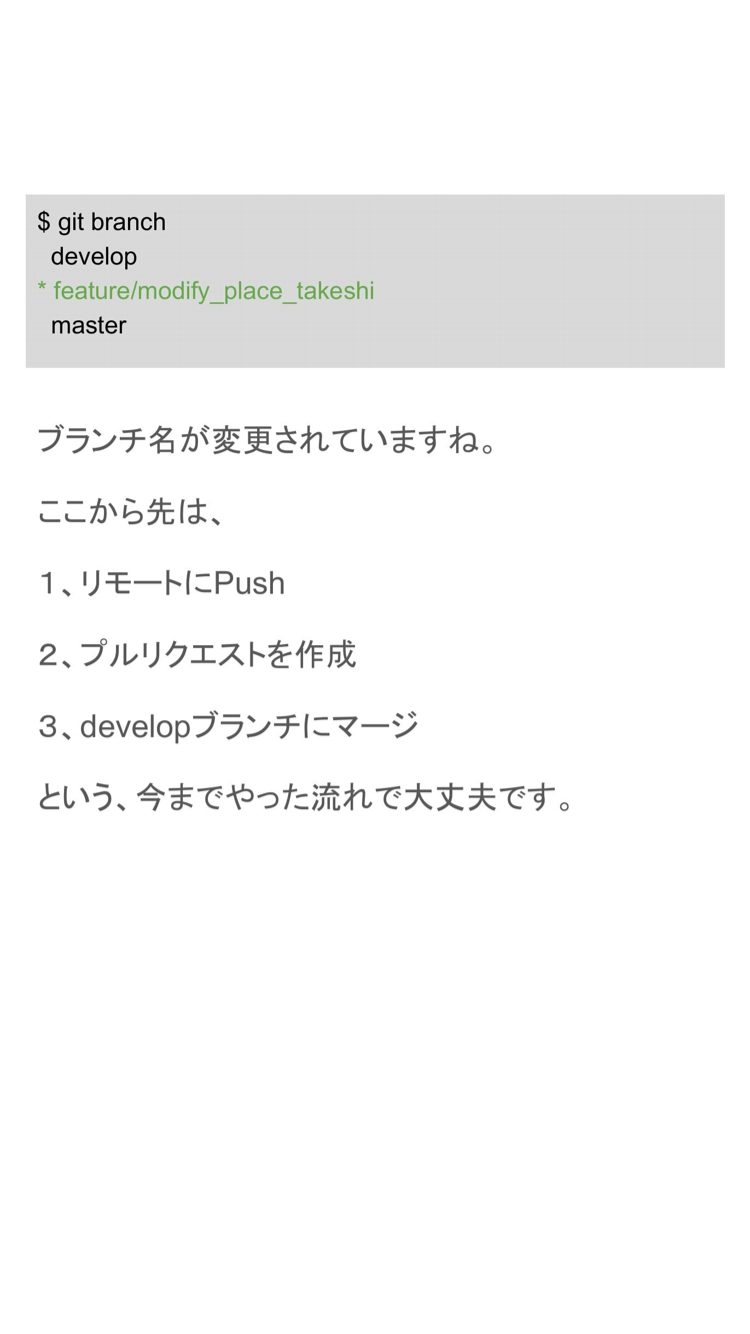 $ git branch
  develop
* feature/modify_place_takeshi
  master
ブランチ名が変更されていますね。
ここから先は、
１、リモートにPush
２、プルリクエストを作成
３、developブランチにマージ
という、今までやった流れで大丈夫です。